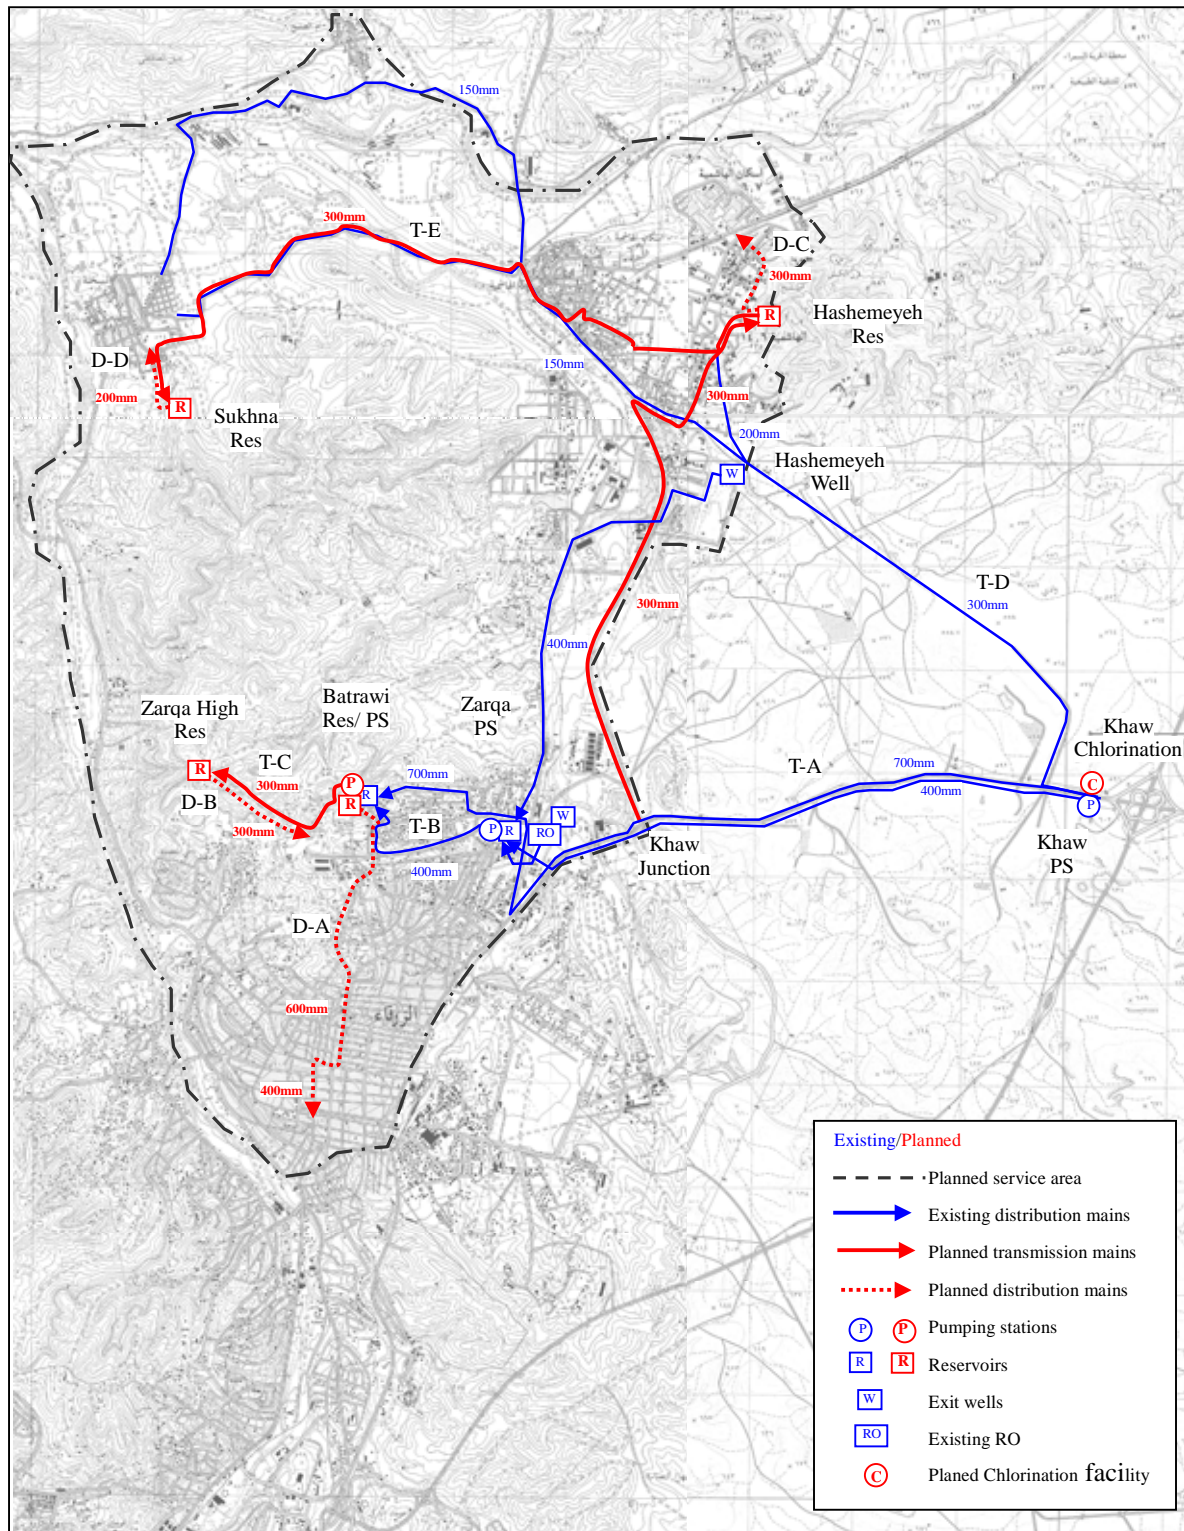 150mm
300mm
T-E
D-C
300mm
Hashemeyeh
Res
R
D-D
200mm
R
Sukhna
Res
150mm
300mm
200mm
Hashemeyeh
Well
W
T-D
300mm
300mm
400mm
Zarqa High
Res
Batrawi
Res/ PS
Zarqa
PS
Khaw
Chlorination
R
T-C
300mm
D-B
300mm
P
R
R
700mm
T-B
400mm
P
R
RO
W
T-A
700mm
400mm
C
P
Khaw
Junction
Khaw
PS
D-A
600mm
الزرقاء
400mm
Existing/Planned
Planned service area
Existing distribution mains
Planned transmission mains
Planned distribution mains
P P Pumping stations
R R Reservoirs
W Exit wells
RO Existing RO
C Planed Chlorination facility